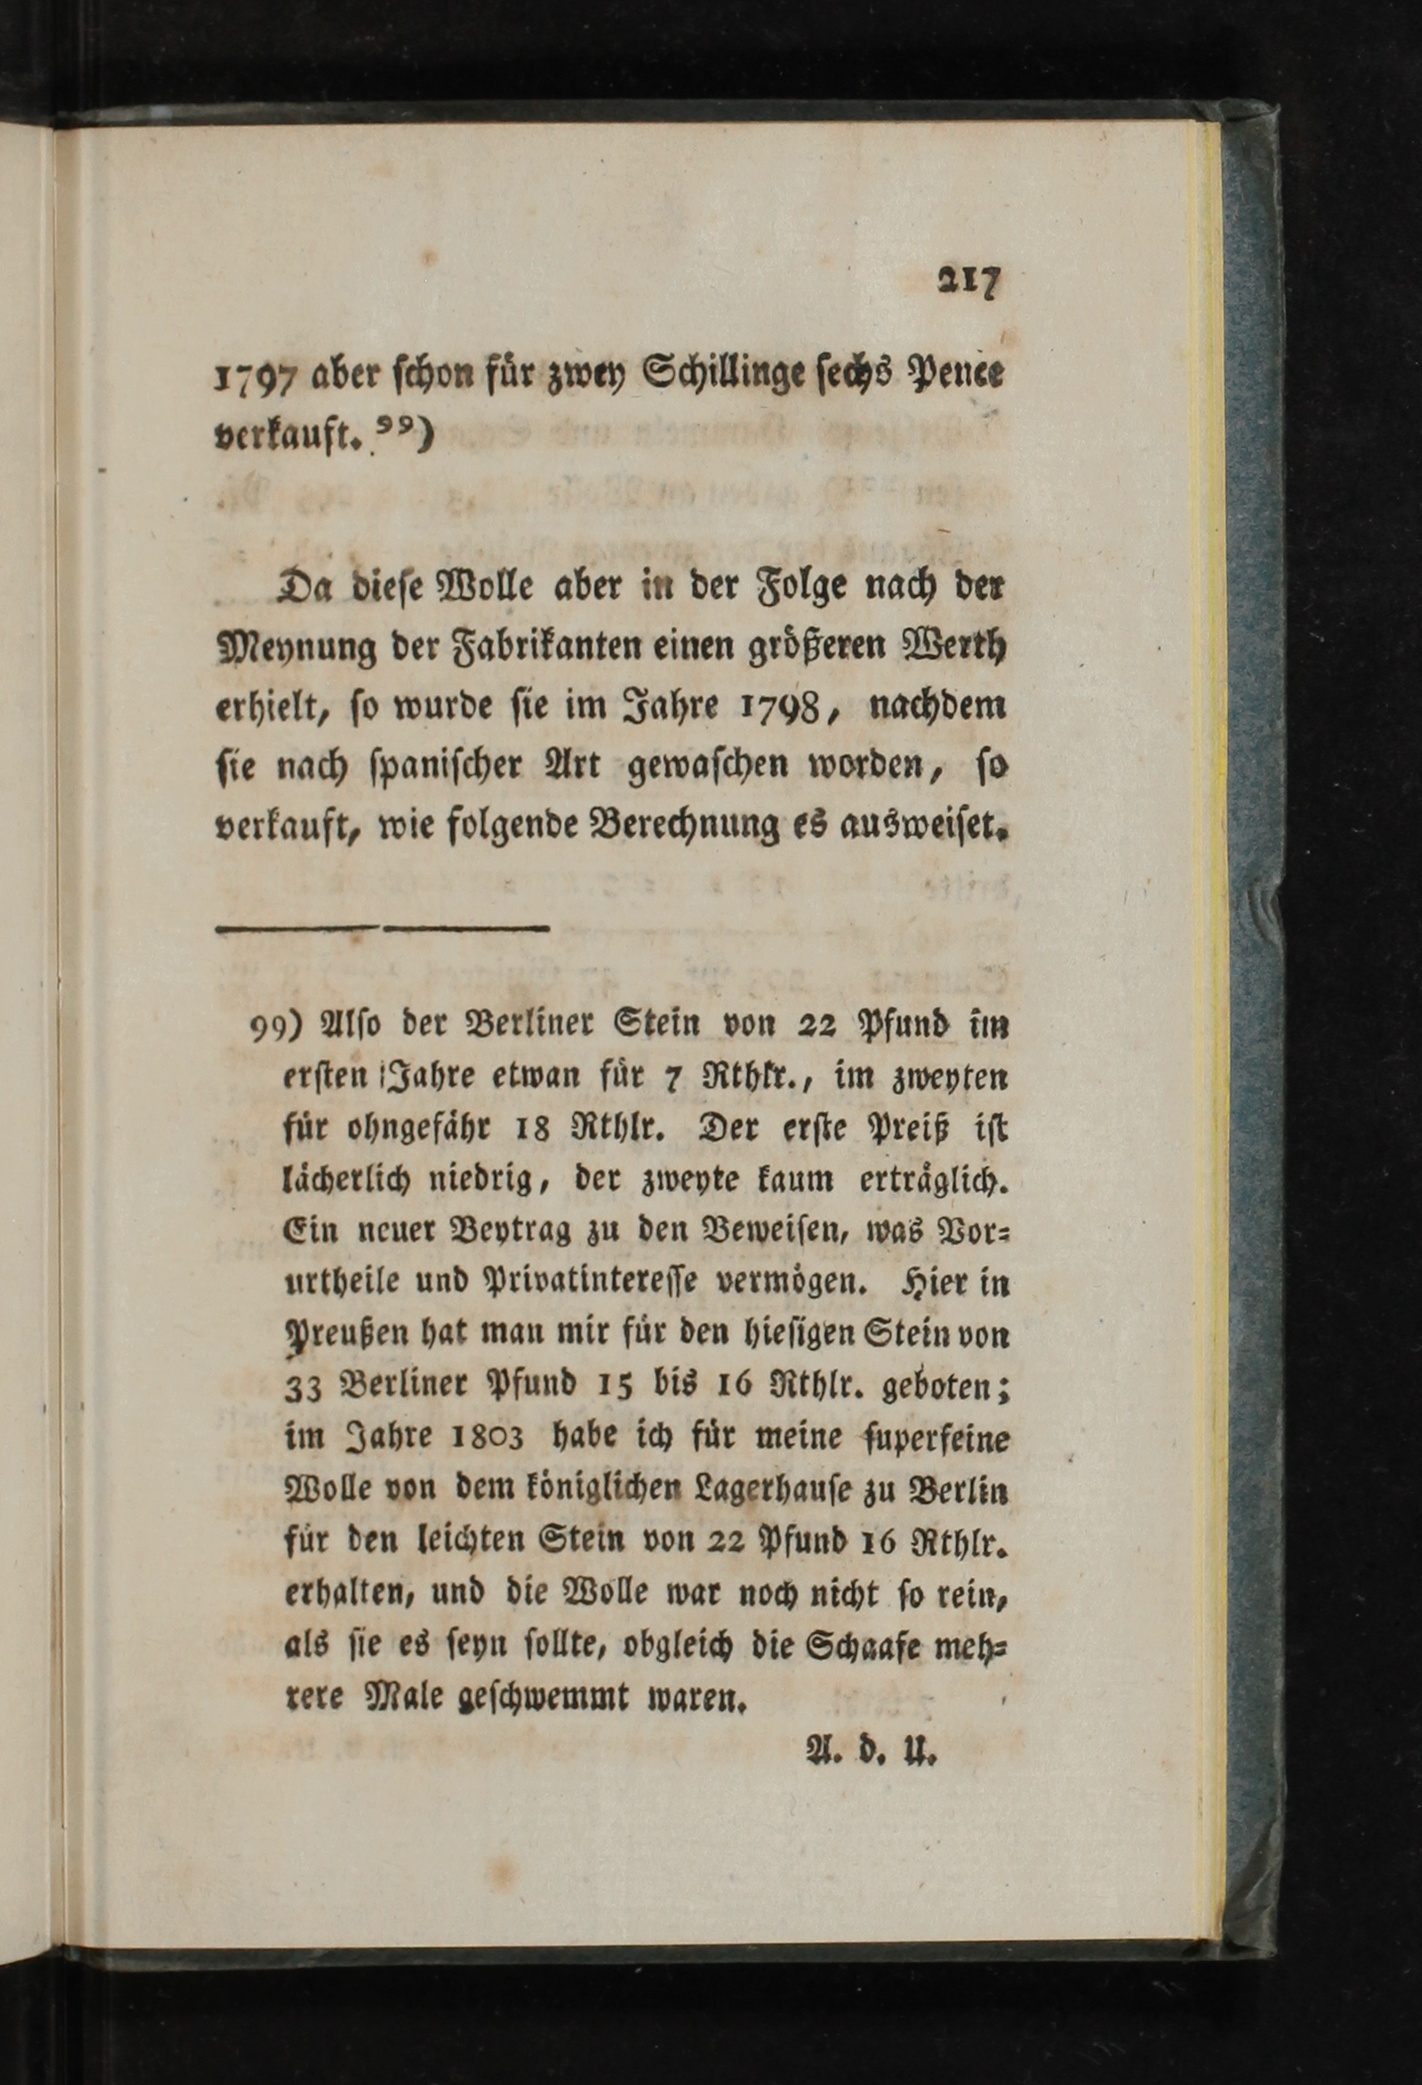 217
1797 aber ſchon für zwey Schillinge ſechs Pence
verkauft. 99)
Da dieſe Wolle aber in der Folge nach der
Meynung der Fabrikanten einen größeren Werth
erhielt, ſo wurde ſie im Jahre 1798, nachdem
ſie nach ſpaniſcher Art gewaſchen worden, ſo
verkauft, wie folgende Berechnung es ausweiſet.
99) Alſo der Berliner Stein von 22 Pfund im
erſten Jahre etwan für 7 Rthlr., im zweyten
für ohngefähr 18 Rthlr. Der erſte Preiß iſt
lächerlich niedrig, der zweyte kaum erträglich.
Ein neuer Beytrag zu den Beweiſen, was Vor-
urtheile und Privatintereſſe vermögen. Hier in
Preußen hat man mir für den hieſigen Stein von
33 Berliner Pfund 15 bis 16 Rthlr. geboten;
im Jahre 1803 habe ich für meine ſuperfeine
Wolle von dem königlichen Lagerhauſe zu Berlin
für den leichten Stein von 22 Pfund 16 Rthlr.
erhalten, und die Wolle war noch nicht ſo rein,
als ſie es ſeyn ſollte, obgleich die Schaafe meh-
rere Male geſchwemmt waren.
A. d. U.